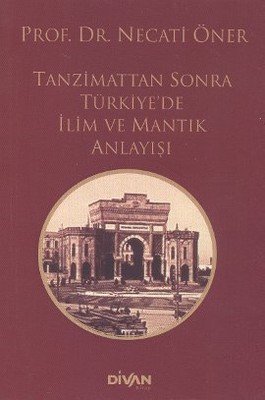 PROF. DR. NECATİ ÖNER
TANZİMATTAN SONRA
TÜRKİYE'DE
İLİM VE MANTIK
ANLAYIŞI
DİVAN